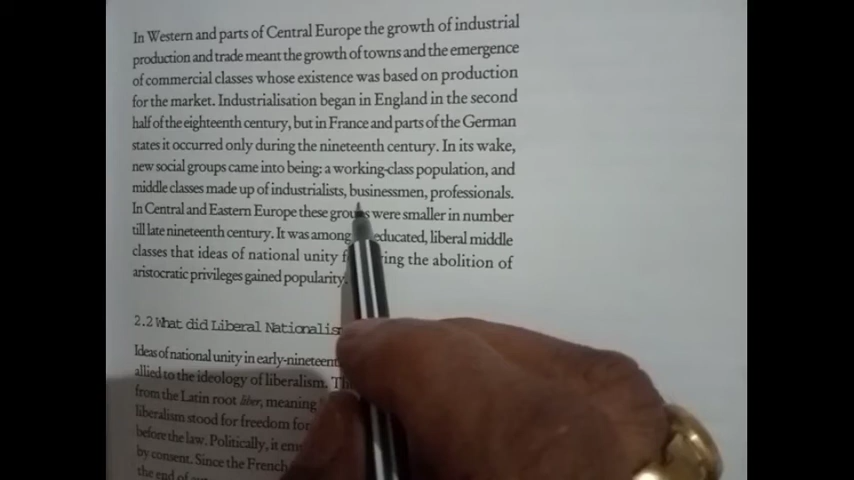 In Western and parts of Central Europe the growth of industrial
production and trade meant the growth of towns and the emergence
of commercial classes whose existence was based on production
for the market. Industrialisation began in England in the second
half of the eighteenth century, but in France and parts of the German
states it occurred only during the nineteenth century. In its wake,
new social groups came into being: a working-class population, and
middle classes made up of industrialists, businessmen, professionals.
In Central and Eastern Europe these groups were smaller in number
till late nineteenth century. It was among educated, liberal middle
classes that ideas of national unity the abolition of
aristocratic privileges gained popularity.
2.2 What did Liberal
Ideas of national unity in
allied to the ideology of liberalism.
from the Latin root liber, meaning
liberalism stood for freedom for
before the law. Politically, it
by consent. Since the French
the end of